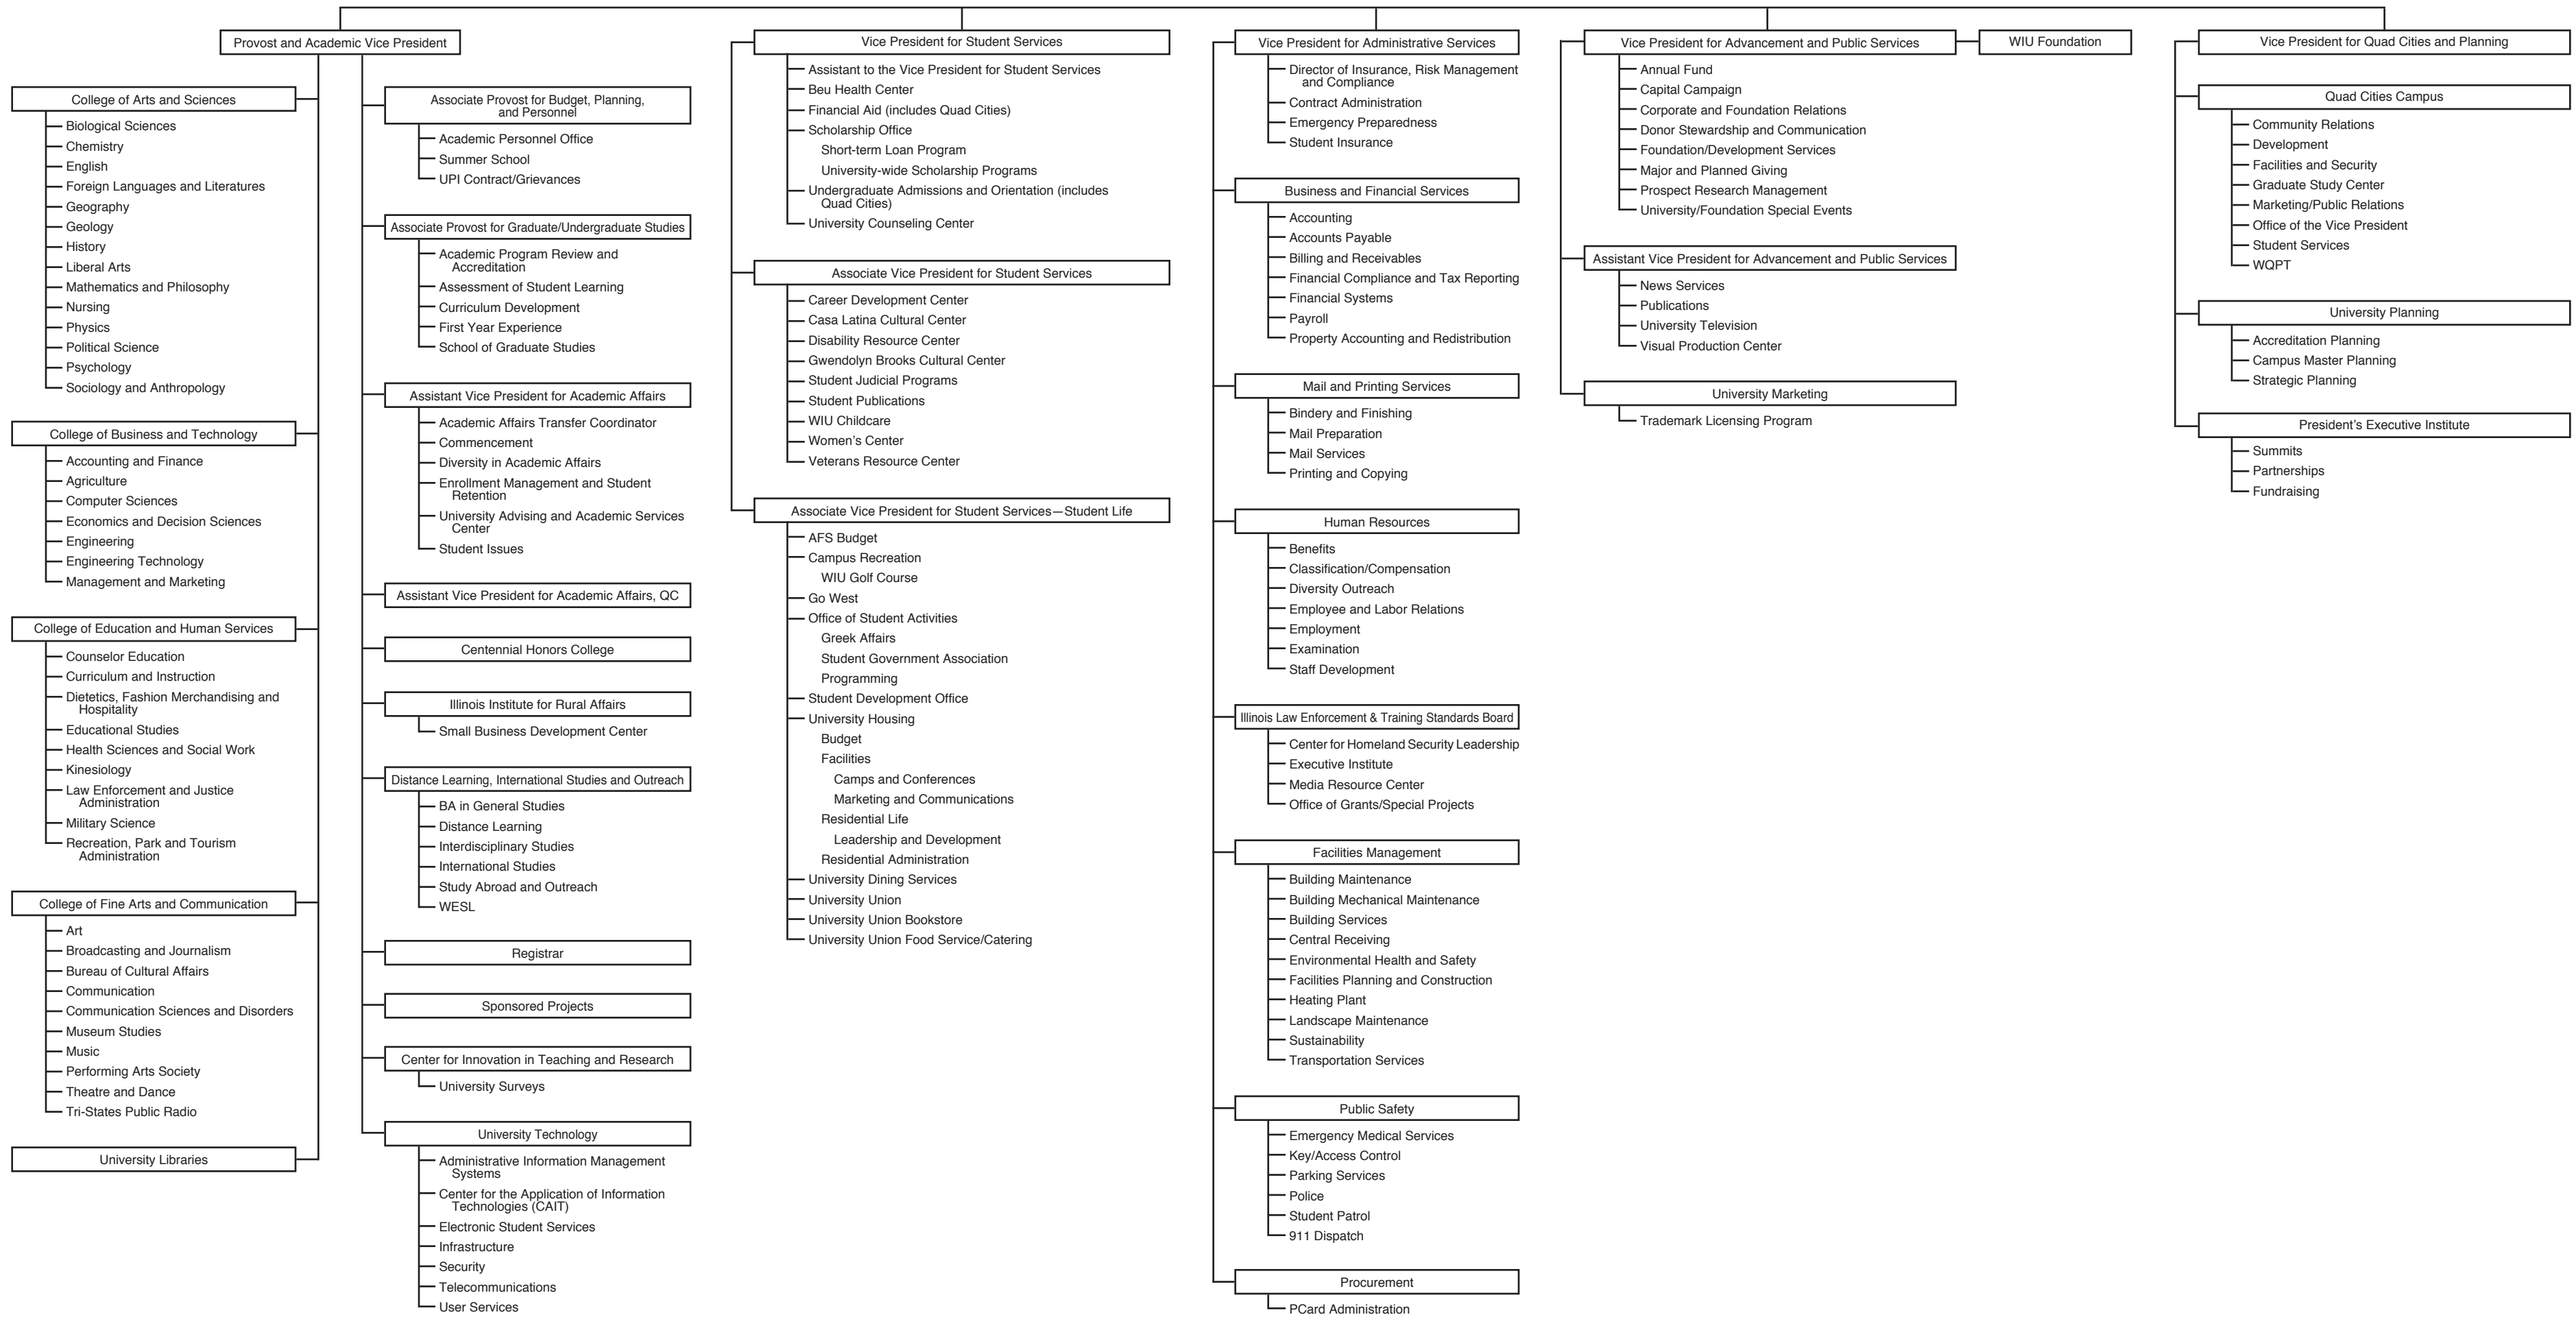 Provost and Academic Vice President
College of Arts and Sciences
Biological Sciences
Chemistry
English
Foreign Languages and Literatures
Geography
Geology
History
Liberal Arts
Mathematics and Philosophy
Nursing
Physics
Political Science
Psychology
Sociology and Anthropology
College of Business and Technology
Accounting and Finance
Agriculture
Computer Sciences
Economics and Decision Sciences
Engineering
Engineering Technology
Management and Marketing
College of Education and Human Services
Counselor Education
Curriculum and Instruction
Dietetics, Fashion Merchandising and
Hospitality
Educational Studies
Health Sciences and Social Work
Kinesiology
Law Enforcement and Justice
Administration
Military Science
Recreation, Park and Tourism
Administration
College of Fine Arts and Communication
Art
Broadcasting and Journalism
Bureau of Cultural Affairs
Communication
Communication Sciences and Disorders
Museum Studies
Music
Performing Arts Society
Theatre and Dance
Tri-States Public Radio
University Libraries
Associate Provost for Budget, Planning,
and Personnel
Academic Personnel Office
Summer School
UPI Contract/Grievances
Associate Provost for Graduate/Undergraduate Studies
Academic Program Review and
Accreditation
Assessment of Student Learning
Curriculum Development
First Year Experience
School of Graduate Studies
Assistant Vice President for Academic Affairs
Academic Affairs Transfer Coordinator
Commencement
Diversity in Academic Affairs
Enrollment Management and Student
Retention
University Advising and Academic Services
Center
Student Issues
Assistant Vice President for Academic Affairs, QC
Centennial Honors College
Illinois Institute for Rural Affairs
Small Business Development Center
Distance Learning, International Studies and Outreach
BA in General Studies
Distance Learning
Interdisciplinary Studies
International Studies
Study Abroad and Outreach
WESL
Registrar
Sponsored Projects
Center for Innovation in Teaching and Research
University Surveys
University Technology
Administrative Information Management
Systems
Center for the Application of Information
Technologies (CAIT)
Electronic Student Services
Infrastructure
Security
Telecommunications
User Services
Vice President for Student Services
Assistant to the Vice President for Student Services
Beu Health Center
Financial Aid (includes Quad Cities)
Scholarship Office
Short-term Loan Program
University-wide Scholarship Programs
Undergraduate Admissions and Orientation (includes
Quad Cities)
University Counseling Center
Associate Vice President for Student Services
Career Development Center
Casa Latina Cultural Center
Disability Resource Center
Gwendolyn Brooks Cultural Center
Student Judicial Programs
Student Publications
WIU Childcare
Women’s Center
Veterans Resource Center
Associate Vice President for Student Services—Student Life
AFS Budget
Campus Recreation
WIU Golf Course
Go West
Office of Student Activities
Greek Affairs
Student Government Association
Programming
Student Development Office
University Housing
Budget
Facilities
Camps and Conferences
Marketing and Communications
Residential Life
Leadership and Development
Residential Administration
University Dining Services
University Union
University Union Bookstore
University Union Food Service/Catering
Vice President for Administrative Services
Director of Insurance, Risk Management
and Compliance
Contract Administration
Emergency Preparedness
Student Insurance
Business and Financial Services
Accounting
Accounts Payable
Billing and Receivables
Financial Compliance and Tax Reporting
Financial Systems
Payroll
Property Accounting and Redistribution
Mail and Printing Services
Bindery and Finishing
Mail Preparation
Mail Services
Printing and Copying
Human Resources
Benefits
Classification/Compensation
Diversity Outreach
Employee and Labor Relations
Employment
Examination
Staff Development
Illinois Law Enforcement & Training Standards Board
Center for Homeland Security Leadership
Executive Institute
Media Resource Center
Office of Grants/Special Projects
Facilities Management
Building Maintenance
Building Mechanical Maintenance
Building Services
Central Receiving
Environmental Health and Safety
Facilities Planning and Construction
Heating Plant
Landscape Maintenance
Sustainability
Transportation Services
Public Safety
Emergency Medical Services
Key/Access Control
Parking Services
Police
Student Patrol
911 Dispatch
Procurement
PCard Administration
Vice President for Advancement and Public Services
Annual Fund
Capital Campaign
Corporate and Foundation Relations
Donor Stewardship and Communication
Foundation/Development Services
Major and Planned Giving
Prospect Research Management
University/Foundation Special Events
Assistant Vice President for Advancement and Public Services
News Services
Publications
University Television
Visual Production Center
University Marketing
Trademark Licensing Program
WIU Foundation
Vice President for Quad Cities and Planning
Quad Cities Campus
Community Relations
Development
Facilities and Security
Graduate Study Center
Marketing/Public Relations
Office of the Vice President
Student Services
WQPT
University Planning
Accreditation Planning
Campus Master Planning
Strategic Planning
President’s Executive Institute
Summits
Partnerships
Fundraising